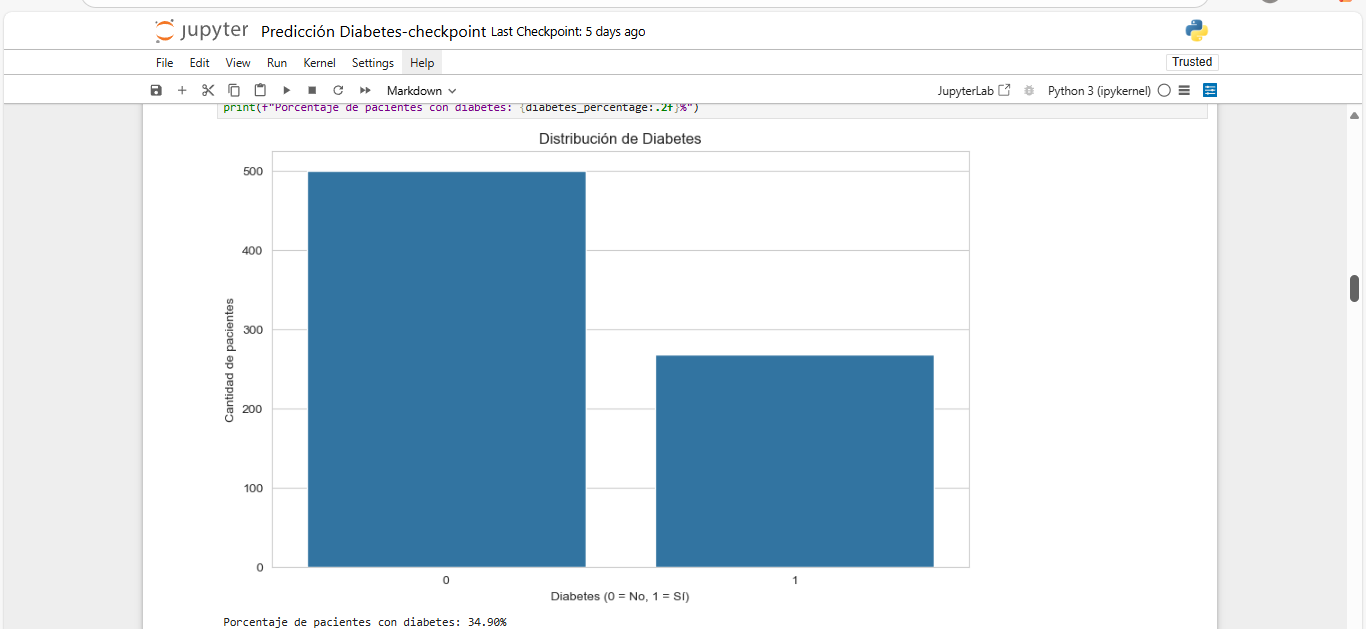 jupyter Predicción Diabetes-checkpoint Last Checkpoint: 5 days ago
File Edit View Run Kernel Settings Help Trusted
Markdown JupyterLab Python 3 (ipykernel)
print(f"Porcentaje de pacientes con diabetes: {diabetes_percentage:.2f}%")
Distribución de Diabetes
500
400
300
200
100
0
Cantidad de pacientes
0 1
Diabetes (0 = No, 1 = Sí)
Porcentaje de pacientes con diabetes: 34.90%